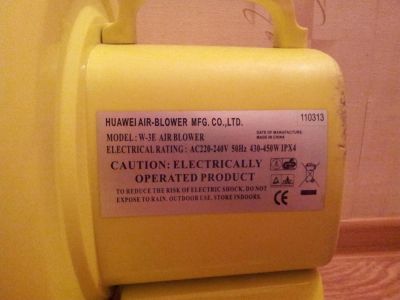 HUAWEI AIR-BLOWER MFG. CO.,LTD.
110313
MODEL: W-3E AIR BLOWER
DATE OF MANUFACTURE:
MADE IN CHINA
ELECTRICAL RATING: AC220-240V 50Hz 430-450W IPX4
CAUTION: ELECTRICALLY
OPERATED PRODUCT
TO REDUCE THE RISK OF ELECTRIC SHOCK, DO NOT
EXPOSE TO RAIN. OUTDOOR USE. STORE INDOORS.